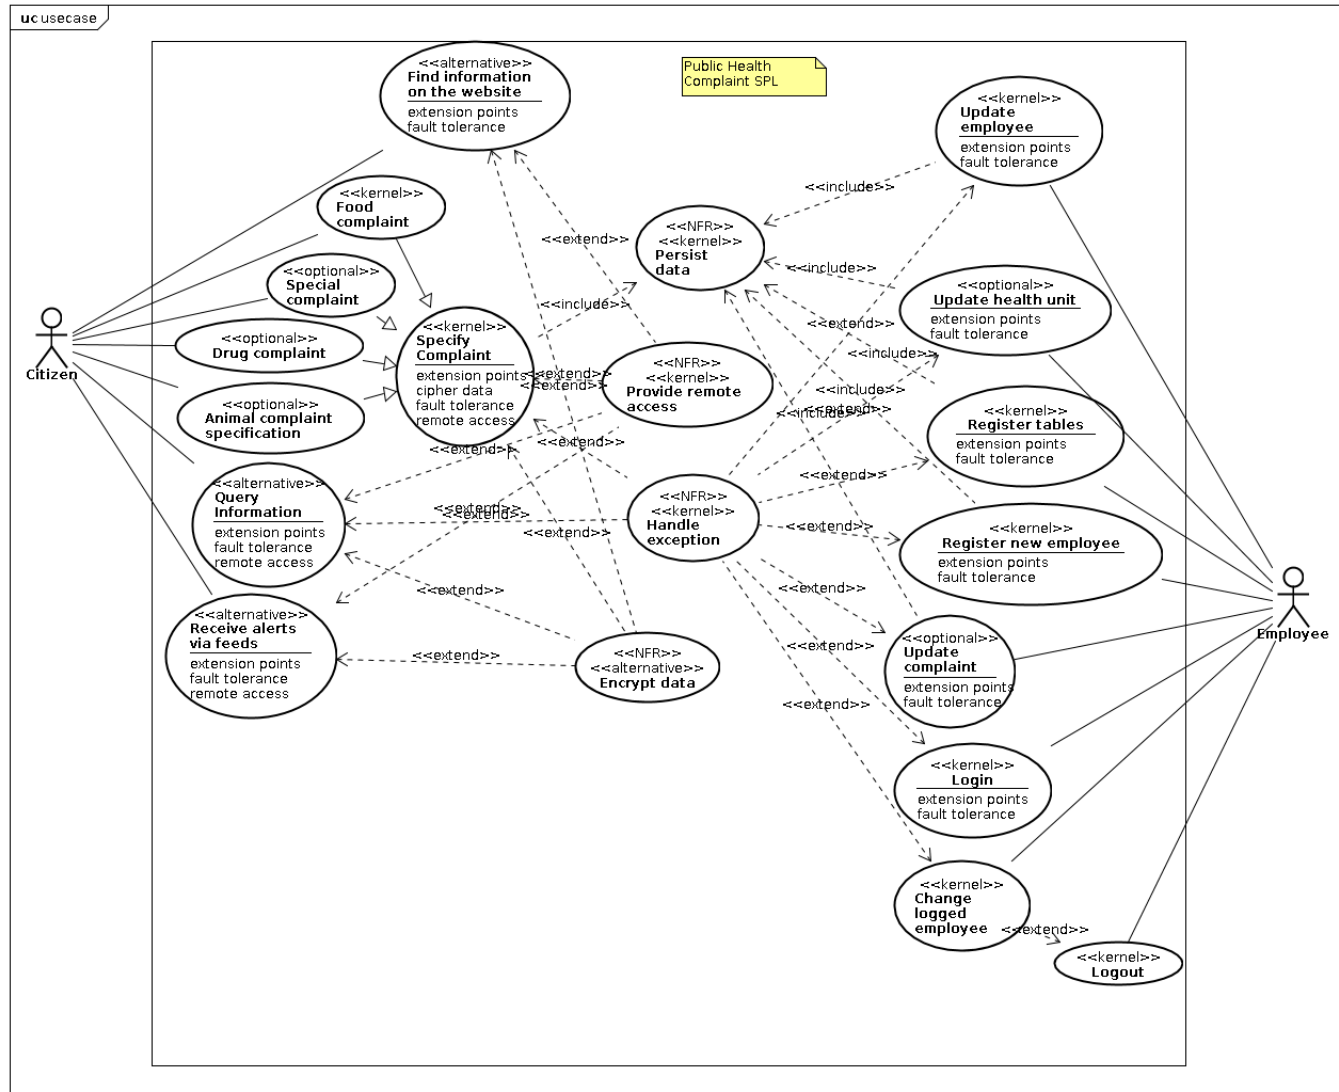 uc usecase
Public Health
Complaint SPL
<<alternative>>
Find information
on the website
extension points
fault tolerance
<<kernel>>
Update
employee
extension points
fault tolerance
<<kernel>>
Food
complaint
<<include>>
<<NFR>>
<<kernel>>
Persist
data
<<extend>>
<<optional>>
Special
complaint
<<include>>
<<optional>>
Update health unit
extension points
fault tolerance
<<include>>
<<kernel>>
Specify
Complaint
extension points
cipher data
fault tolerance
remote access
<<extend>>
<<optional>>
Drug complaint
Citizen
<<include>>
<<NFR>>
<<kernel>>
Provide remote
access
<<extend>>
<<extend>>
<<optional>>
Animal complaint
specification
<<include>>
<<include>>
<<extend>>
<<kernel>>
Register tables
extension points
fault tolerance
<<extend>>
<<extend>>
<<alternative>>
Query
Information
extension points
fault tolerance
remote access
<<NFR>>
<<kernel>>
Handle
exception
<<extend>>
<<extend>>
<<extend>>
<<extend>>
<<extend>>
<<kernel>>
Register new employee
extension points
fault tolerance
<<extend>>
<<extend>>
<<alternative>>
Receive alerts
via feeds
extension points
fault tolerance
remote access
Employee
<<extend>>
<<extend>>
<<NFR>>
<<alternative>>
Encrypt data
<<optional>>
Update
complaint
extension points
fault tolerance
<<extend>>
<<kernel>>
Login
extension points
fault tolerance
<<kernel>>
Change
logged
employee
<<extend>>
<<kernel>>
Logout